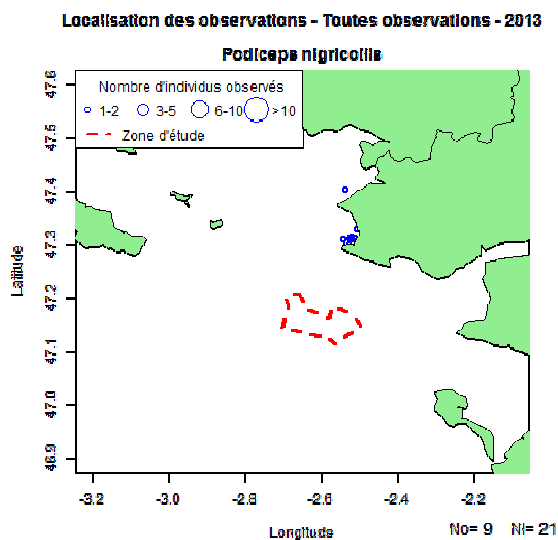 Localisation des observations - Toutes observations - 2013
Podiceps nigricollis
Nombre d'individus observés
1-2 3-5 6-10 >10
Zone d'étude
47.6
47.5
47.4
47.3
47.2
47.1
47.0
46.9
Latitude
-3.2 -3.0 -2.8 -2.6 -2.4 -2.2
Longitude
No= 9 Ni= 21